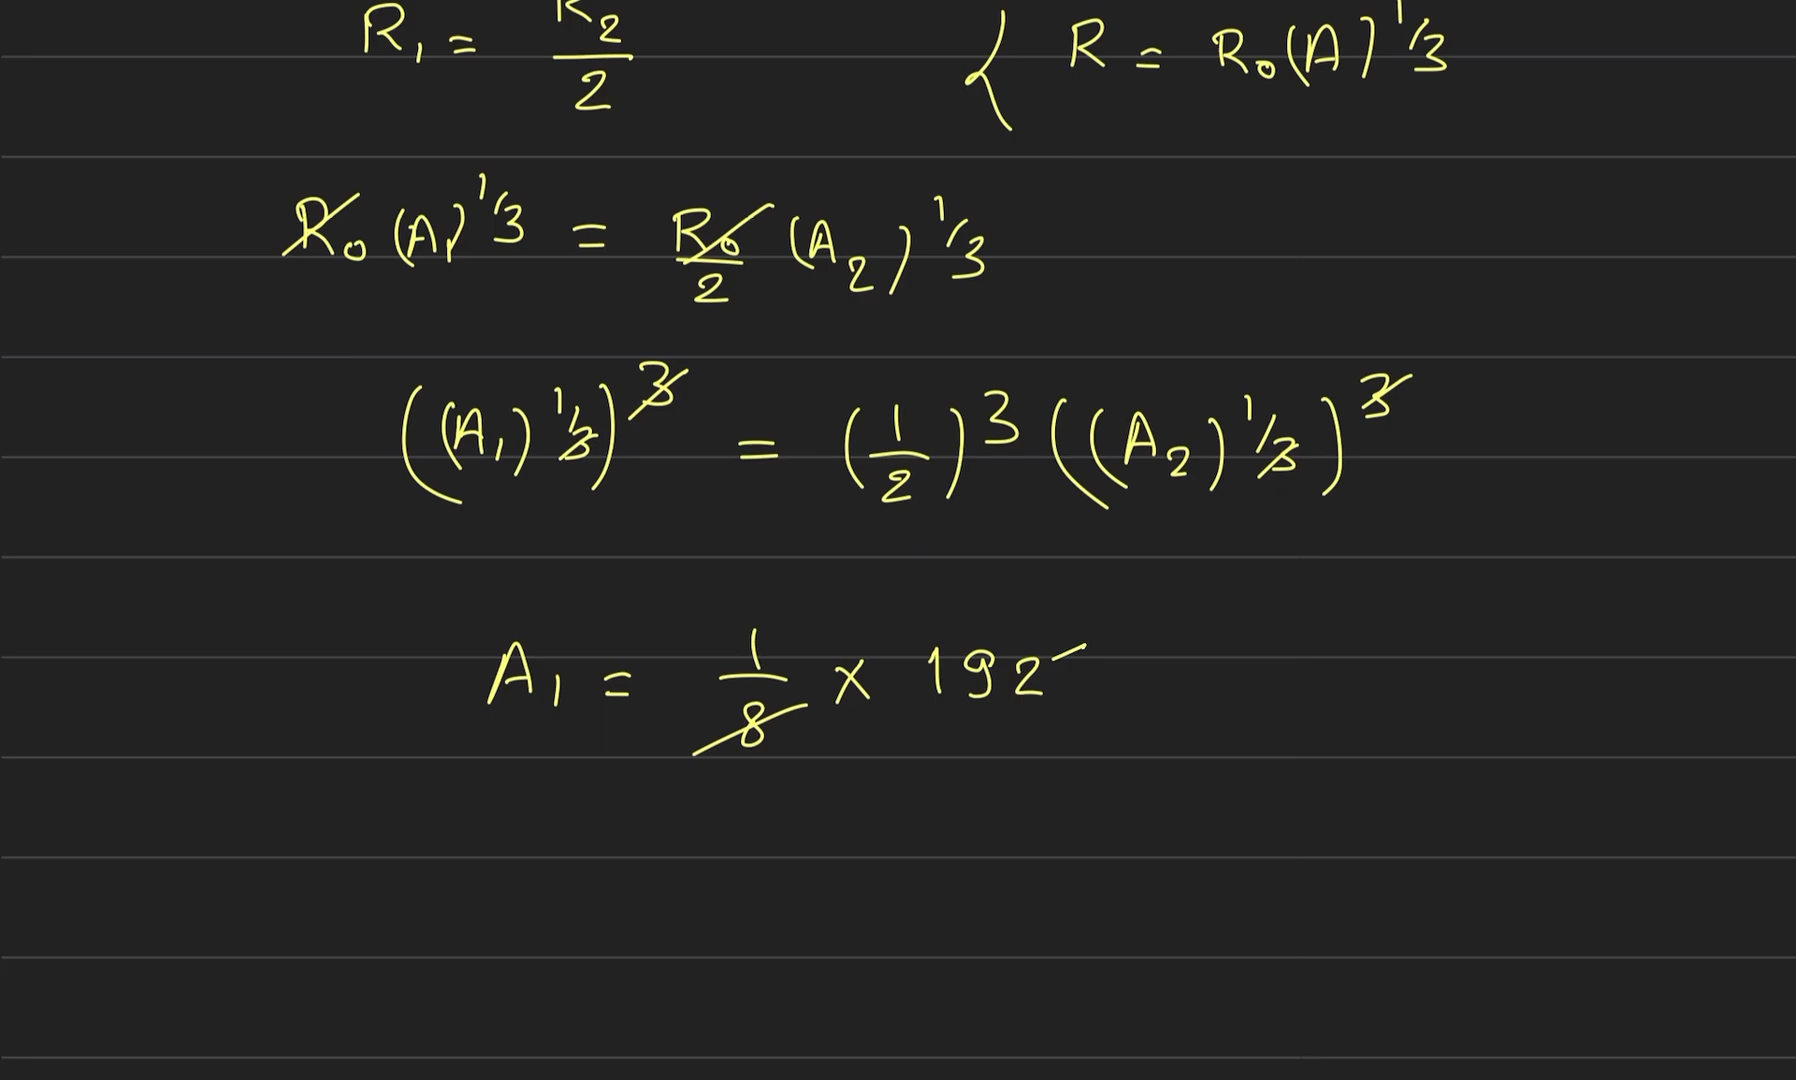 R₁ = R₂/2 { R = R₀(A)^1/3
R₀(A₁)^1/3 = R₀/2 (A₂)^1/3
((A₁)^1/3)^3 = (1/2)^3 ((A₂)^1/3)^3
A₁ = 1/8 × 192